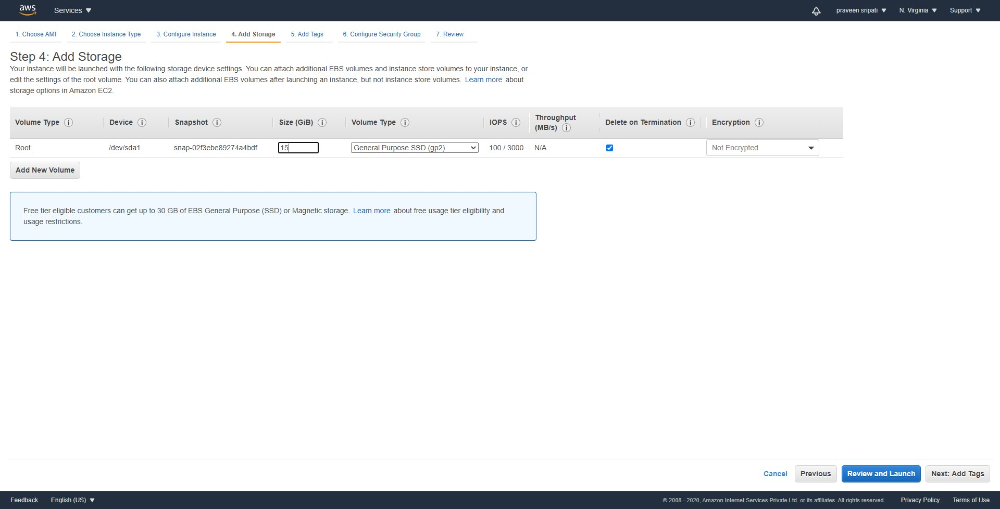 aws Services praveen sripati N. Virginia Support
1. Choose AMI 2. Choose Instance Type 3. Configure Instance 4. Add Storage 5. Add Tags 6. Configure Security Group 7. Review
Step 4: Add Storage
Your instance will be launched with the following storage device settings. You can attach additional EBS volumes and instance store volumes to your instance, or
edit the settings of the root volume. You can also attach additional EBS volumes after launching an instance, but not instance store volumes. Learn more about
storage options in Amazon EC2.
Volume Type i Device i Snapshot i Size (GiB) i Volume Type i IOPS i Throughput (MB/s) i Delete on Termination i Encryption i
Root /dev/sda1 snap-02f3ebe89274a4bdf 15 General Purpose SSD (gp2) 100 / 3000 N/A Not Encrypted
Add New Volume
Free tier eligible customers can get up to 30 GB of EBS General Purpose (SSD) or Magnetic storage. Learn more about free usage tier eligibility and
usage restrictions.
Cancel Previous Review and Launch Next: Add Tags
Feedback English (US) © 2008 - 2020, Amazon Internet Services Private Ltd. or its affiliates. All rights reserved. Privacy Policy Terms of Use